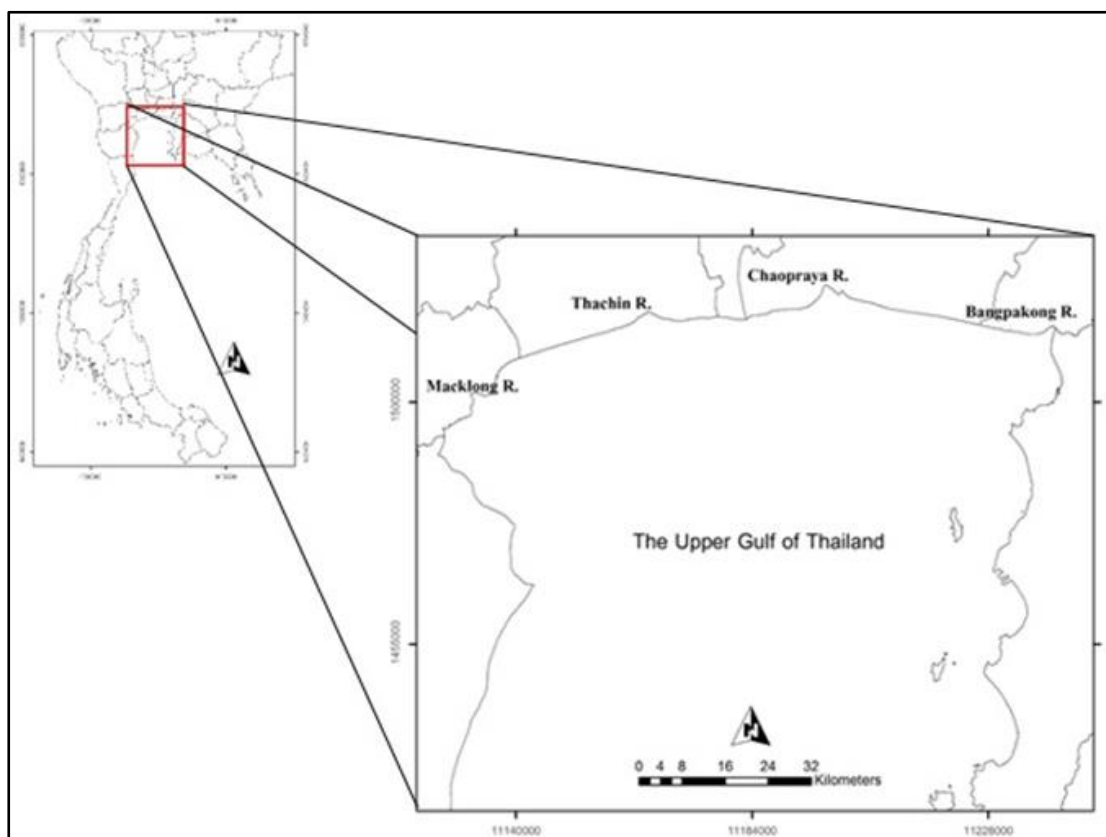 Chaopraya R.
Thachin R.
Bangpakong R.
Macklong R.
1500000
The Upper Gulf of Thailand
1455000
N
0 4 8 16 24 32
Kilometers
11140000 11184000 11228000